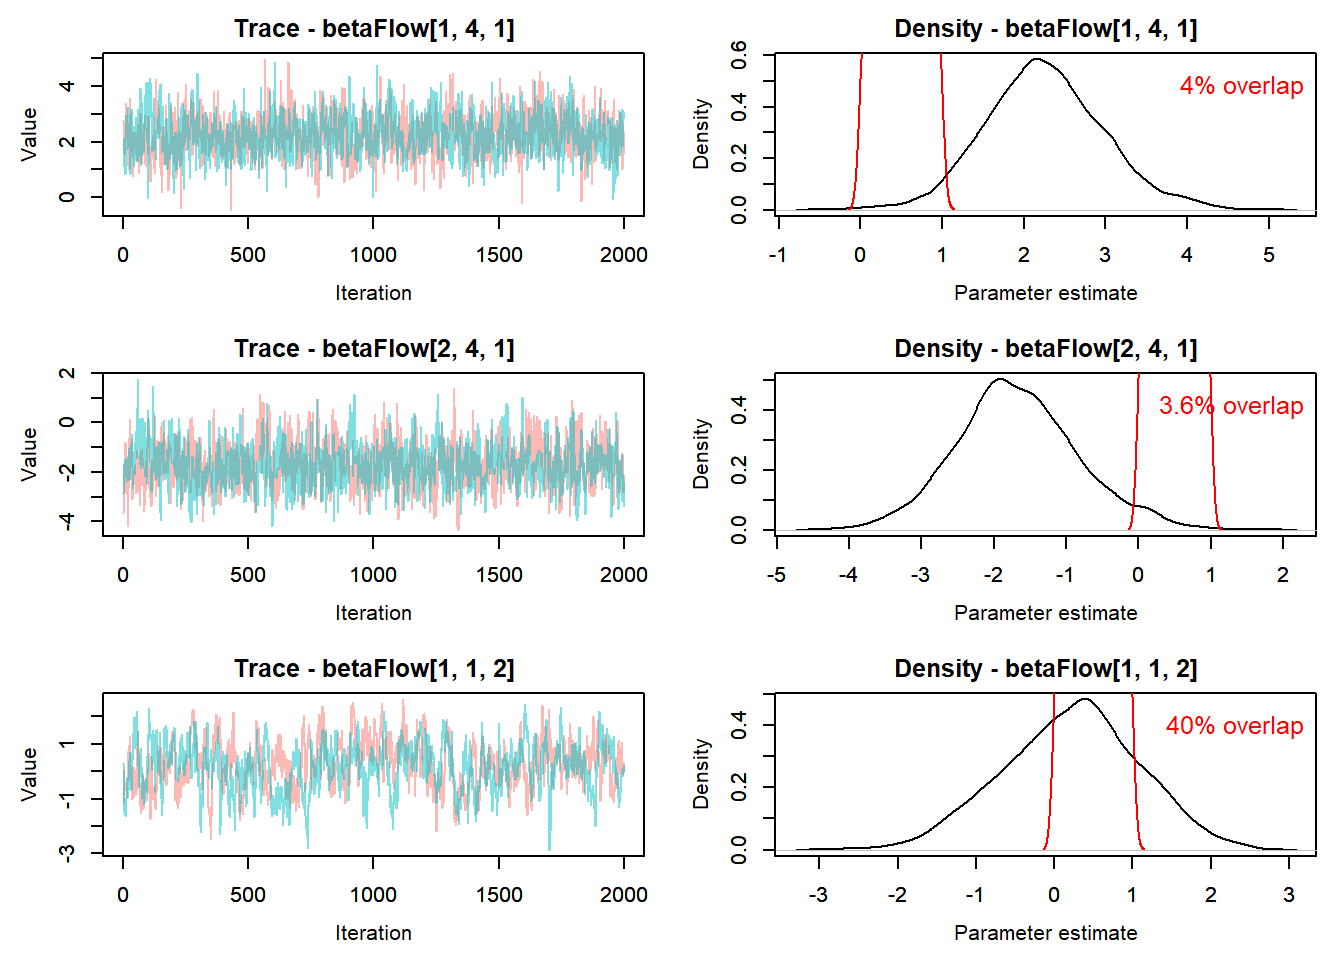 Trace - betaFlow[1, 4, 1]
Value
0 2 4
0 500 1000 1500 2000
Iteration
Density - betaFlow[1, 4, 1]
Density
0.0 0.2 0.4 0.6
4% overlap
-1 0 1 2 3 4 5
Parameter estimate
Trace - betaFlow[2, 4, 1]
Value
-4 -2 0 2
0 500 1000 1500 2000
Iteration
Density - betaFlow[2, 4, 1]
Density
0.0 0.2 0.4
3.6% overlap
-5 -4 -3 -2 -1 0 1 2
Parameter estimate
Trace - betaFlow[1, 1, 2]
Value
-3 -1 1
0 500 1000 1500 2000
Iteration
Density - betaFlow[1, 1, 2]
Density
0.0 0.2 0.4
40% overlap
-3 -2 -1 0 1 2 3
Parameter estimate